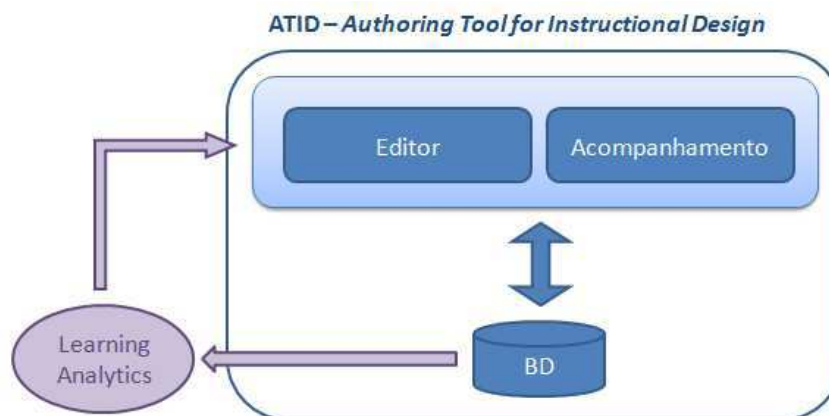 ATID – Authoring Tool for Instructional Design
Editor
Acompanhamento
Learning
Analytics
BD